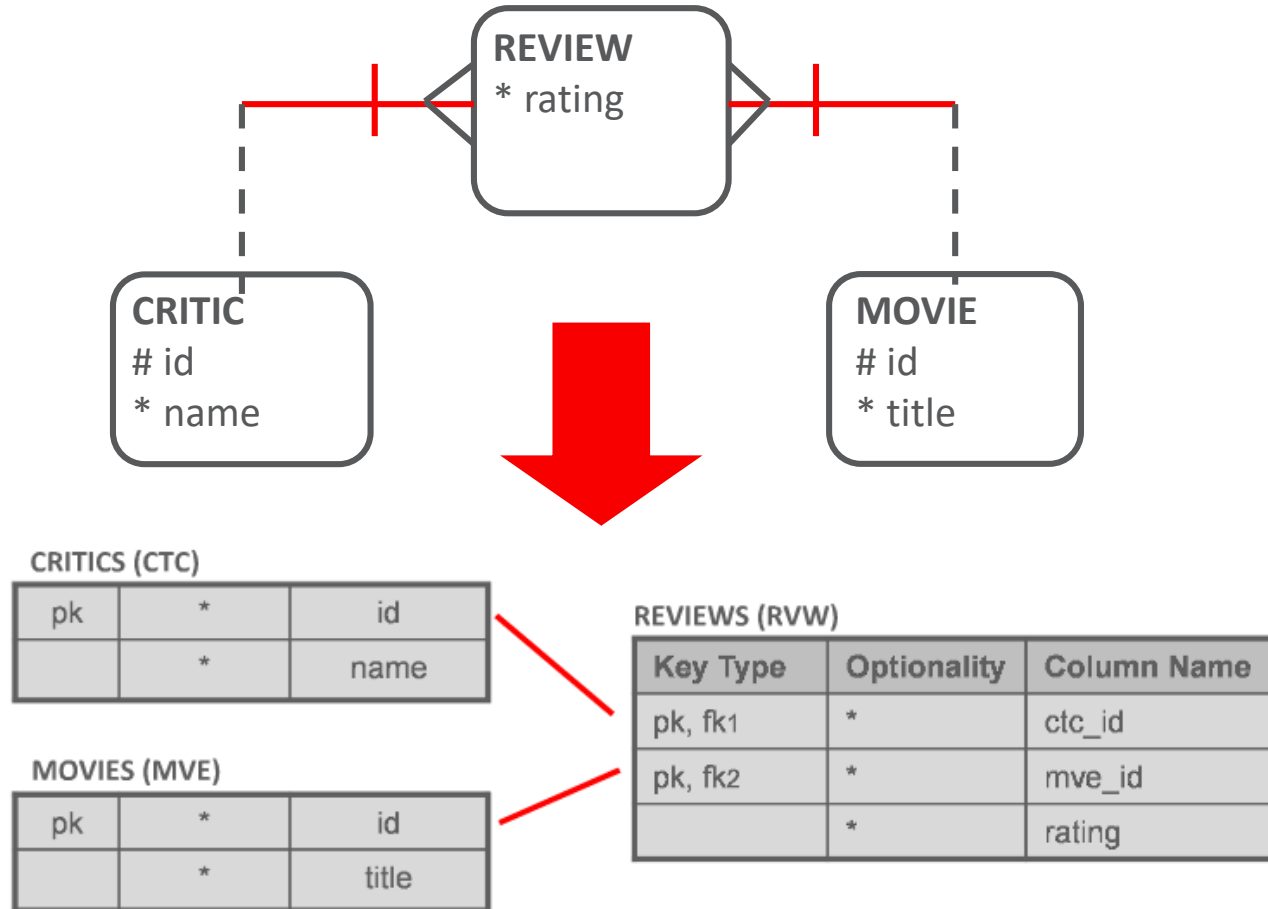 REVIEW
* rating
CRITIC
# id
* name
MOVIE
# id
* title
CRITICS (CTC)
pk * id
* name
MOVIES (MVE)
pk * id
* title
REVIEWS (RVW)
Key Type Optionality Column Name
pk, fk1 * ctc_id
pk, fk2 * mve_id
* rating